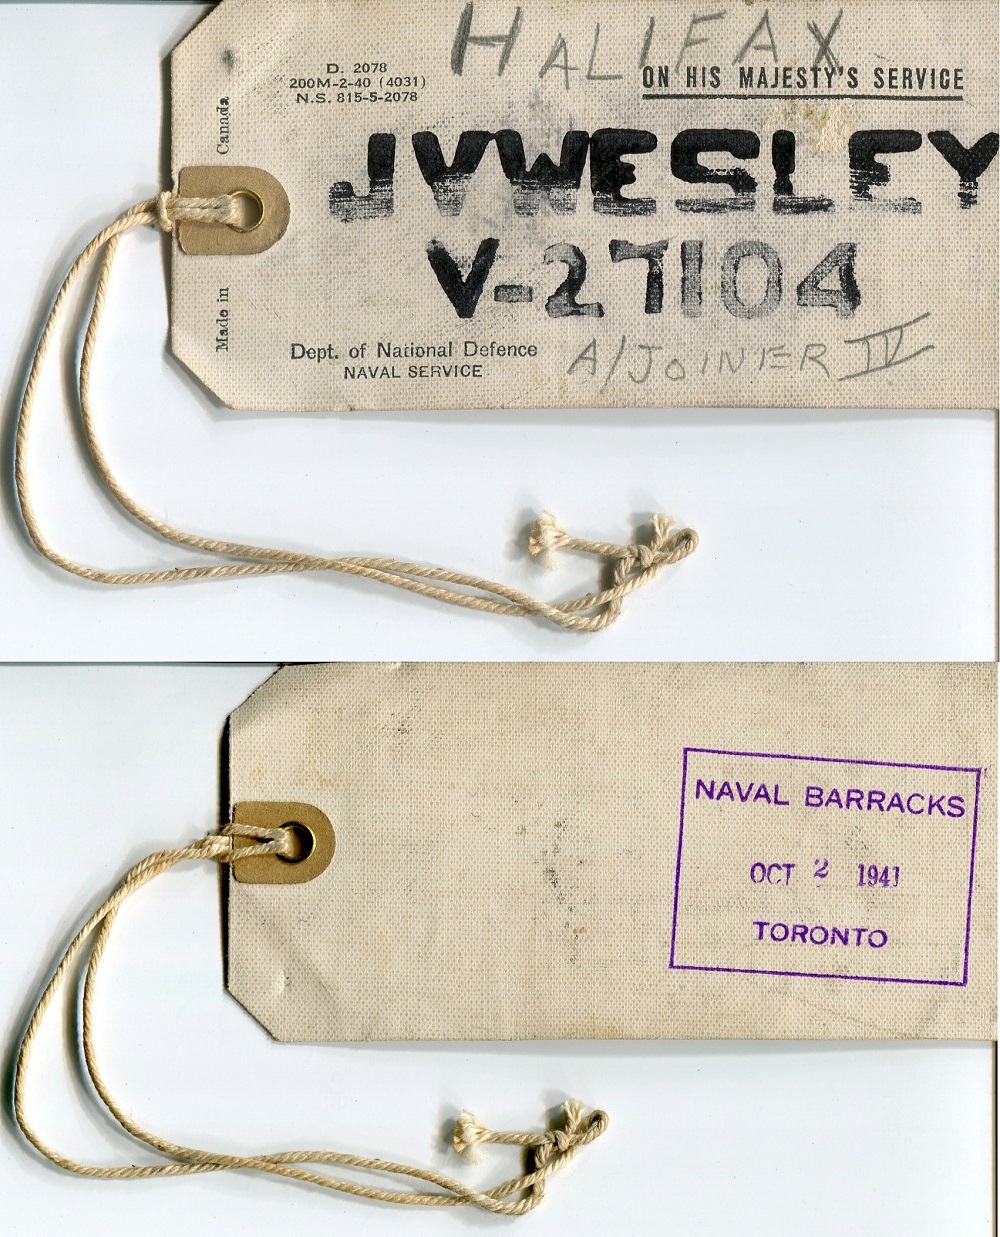 HALIFAX
D. 2078
200M-2-40 (4031)
N.S. 815-5-2078
ON HIS MAJESTY'S SERVICE
Made in Canada
JVWESLEY
V-27104
Dept. of National Defence
NAVAL SERVICE
A/JOINER IV
NAVAL BARRACKS
OCT 2 1941
TORONTO